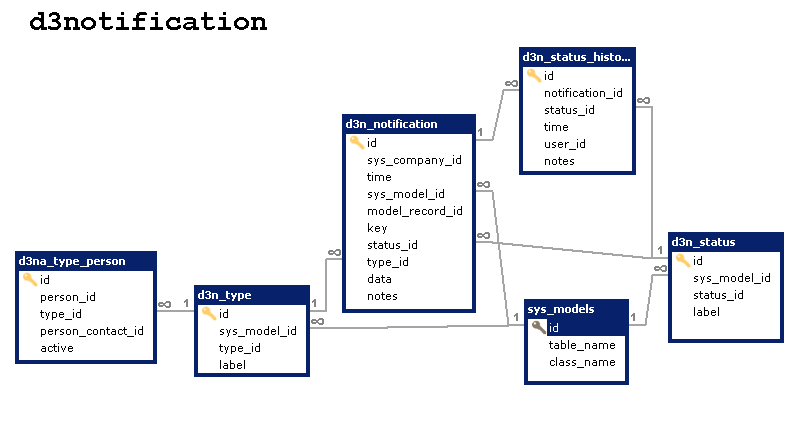 d3notification
d3n_status_histo...
id
notification_id
status_id
time
user_id
notes
d3n_notification
id
sys_company_id
time
sys_model_id
model_record_id
key
status_id
type_id
data
notes
d3n_status
id
sys_model_id
status_id
label
d3na_type_person
id
person_id
type_id
person_contact_id
active
d3n_type
id
sys_model_id
type_id
label
sys_models
id
table_name
class_name
1
∞
∞
∞
∞
1
∞
∞
1
1
∞
∞
1
1